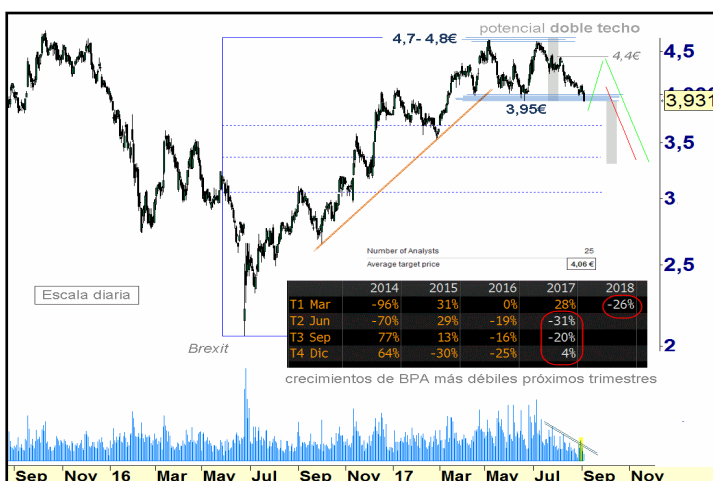 potencial doble techo
4,7- 4,8€
4,5
4,4€
3,931
3,95€
3,5
3
Number of Analysts 25
Average target price 4,06 €
2,5
2014 2015 2016 2017 2018
T1 Mar -96% 31% 0% 28% -26%
T2 Jun -70% 29% -19% -31%
T3 Sep 77% 13% -16% -20%
T4 Dic 64% -30% -25% 4%
Escala diaria
Brexit
2
crecimientos de BPA más débiles próximos trimestres
Sep Nov 16 Mar May Jul Sep Nov 17 Mar May Jul Sep Nov